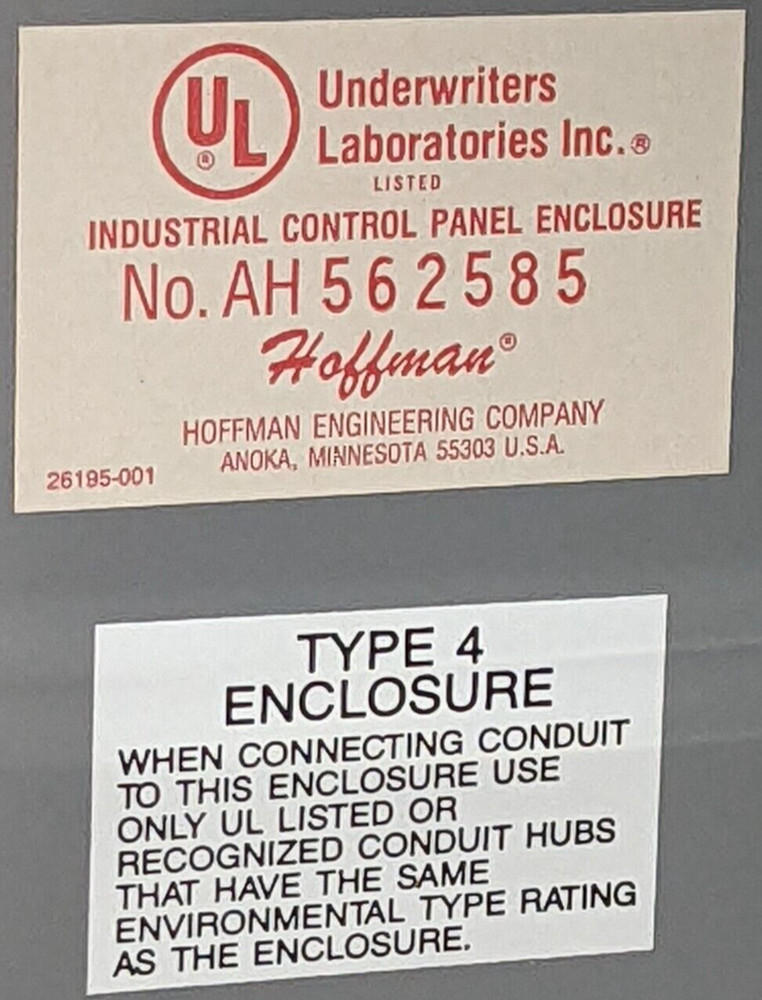 UL®
Underwriters
Laboratories Inc.®
LISTED
INDUSTRIAL CONTROL PANEL ENCLOSURE
No. AH 562585
Hoffman®
HOFFMAN ENGINEERING COMPANY
ANOKA, MINNESOTA 55303 U.S.A.
26195-001
TYPE 4
ENCLOSURE
WHEN CONNECTING CONDUIT
TO THIS ENCLOSURE USE
ONLY UL LISTED OR
RECOGNIZED CONDUIT HUBS
THAT HAVE THE SAME
ENVIRONMENTAL TYPE RATING
AS THE ENCLOSURE.